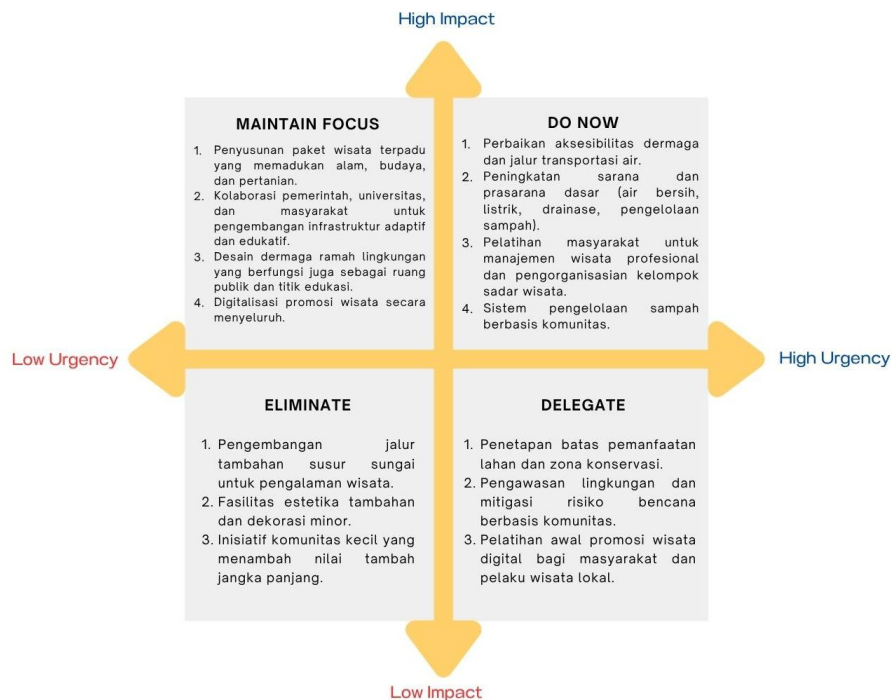 High Impact
MAINTAIN FOCUS
1. Penyusunan paket wisata terpadu
yang memadukan alam, budaya,
dan pertanian.
2. Kolaborasi pemerintah, universitas,
dan masyarakat untuk
pengembangan infrastruktur adaptif
dan edukatif.
3. Desain dermaga ramah lingkungan
yang berfungsi juga sebagai ruang
publik dan titik edukasi.
4. Digitalisasi promosi wisata secara
menyeluruh.
DO NOW
1. Perbaikan aksesibilitas dermaga
dan jalur transportasi air.
2. Peningkatan sarana dan
prasarana dasar (air bersih,
listrik, drainase, pengelolaan
sampah).
3. Pelatihan masyarakat untuk
manajemen wisata profesional
dan pengorganisasian kelompok
sadar wisata.
4. Sistem pengelolaan sampah
berbasis komunitas.
Low Urgency
High Urgency
ELIMINATE
1. Pengembangan jalur
tambahan susur sungai
untuk pengalaman wisata.
2. Fasilitas estetika tambahan
dan dekorasi minor.
3. Inisiatif komunitas kecil yang
menambah nilai tambah
jangka panjang.
DELEGATE
1. Penetapan batas pemanfaatan
lahan dan zona konservasi.
2. Pengawasan lingkungan dan
mitigasi risiko bencana
berbasis komunitas.
3. Pelatihan awal promosi wisata
digital bagi masyarakat dan
pelaku wisata lokal.
Low Impact